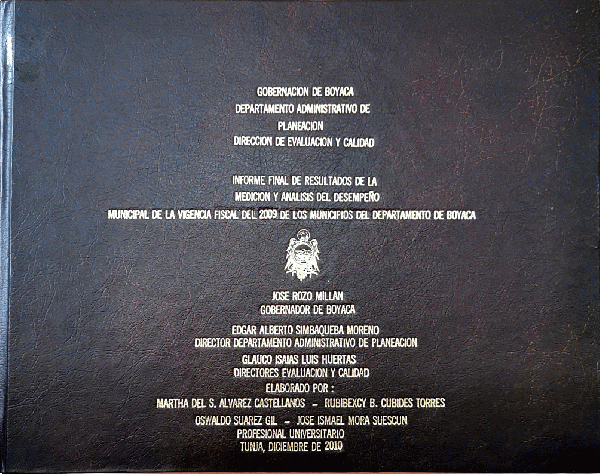 GOBERNACION DE BOYACA
DEPARTAMENTO ADMINISTRATIVO DE
PLANEACION
DIRECCION DE EVALUACION Y CALIDAD
INFORME FINAL DE RESULTADOS DE LA
MEDICION Y ANALISIS DEL DESEMPEÑO
MUNICIPAL DE LA VIGENCIA FISCAL DEL 2009 DE LOS MUNICIPIOS DEL DEPARTAMENTO DE BOYACA
JOSE ROZO MILLAN
GOBERNADOR DE BOYACA
EDGAR ALBERTO SIMBAQUEBA MORENO
DIRECTOR DEPARTAMENTO ADMINISTRATIVO DE PLANEACION
GLAUCO ISAIAS LUIS HUERTAS
DIRECTORES EVALUACION Y CALIDAD
ELABORADO POR :
MARTHA DEL S. ALVAREZ CASTELLANOS - RUBIBEXCY B. CUBIDES TORRES
OSWALDO SUAREZ GIL - JOSE ISMAEL MORA SUESCUN
PROFESIONAL UNIVERSITARIO
TUNJA, DICIEMBRE DE 2010